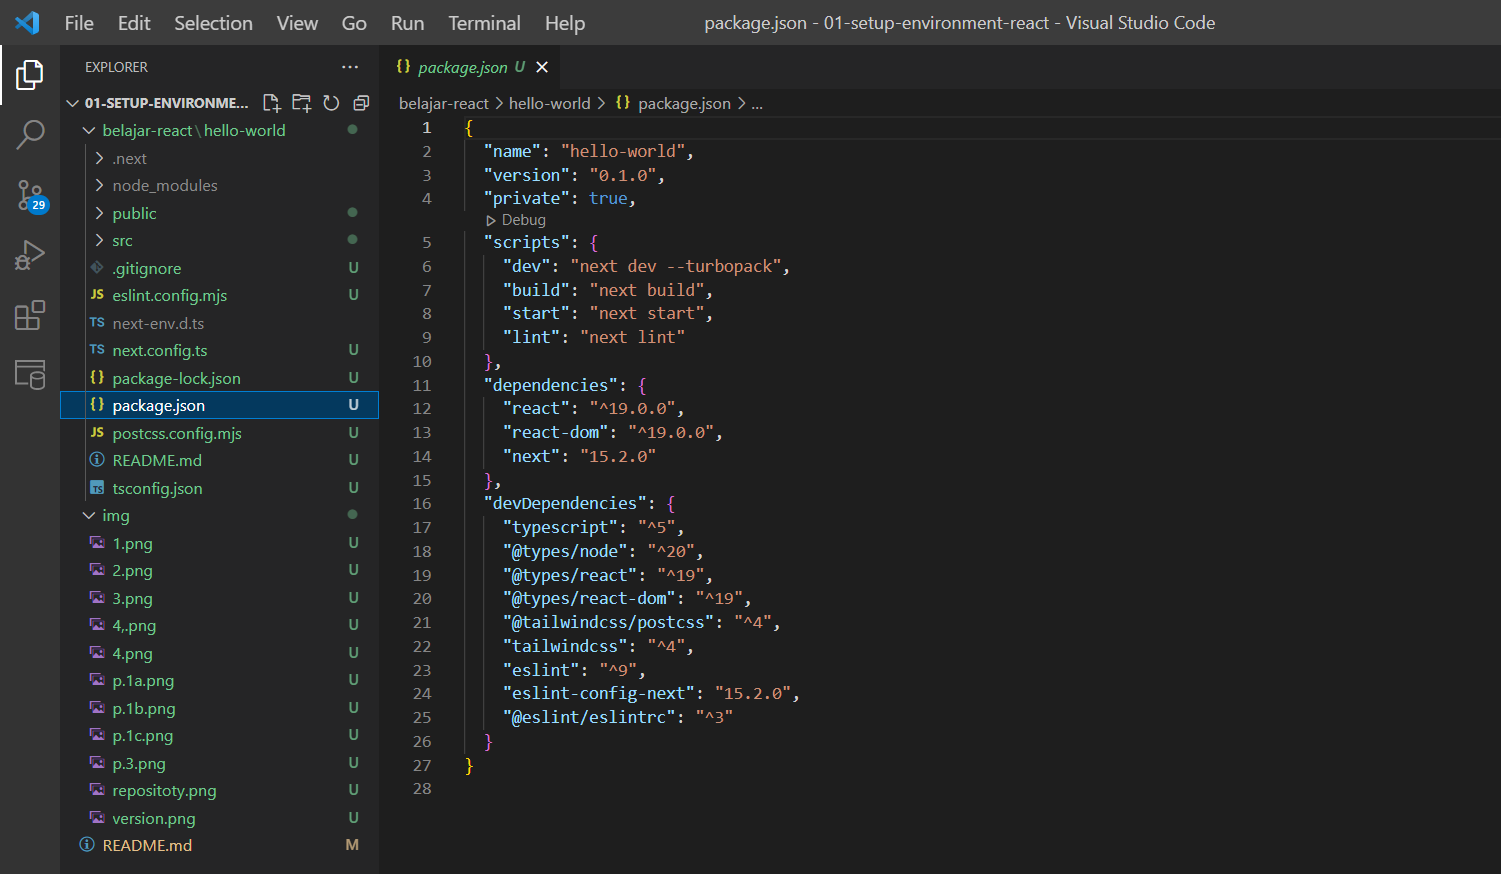 File Edit Selection View Go Run Terminal Help package.json - 01-setup-environment-react - Visual Studio Code
EXPLORER ···
01-SETUP-ENVIRONME...
belajar-react\hello-world
.next
node_modules
public
src
.gitignore U
JS eslint.config.mjs U
TS next-env.d.ts
TS next.config.ts U
{} package-lock.json U
{} package.json U
JS postcss.config.mjs U
README.md U
TS tsconfig.json U
img
1.png U
2.png U
3.png U
4,.png U
4.png U
p.1a.png U
p.1b.png U
p.1c.png U
p.3.png U
repositoty.png U
version.png U
README.md M
29
{} package.json U
belajar-react > hello-world > {} package.json > ...
1 {
2 "name": "hello-world",
3 "version": "0.1.0",
4 "private": true,
Debug
5 "scripts": {
6 "dev": "next dev --turbopack",
7 "build": "next build",
8 "start": "next start",
9 "lint": "next lint"
10 },
11 "dependencies": {
12 "react": "^19.0.0",
13 "react-dom": "^19.0.0",
14 "next": "15.2.0"
15 },
16 "devDependencies": {
17 "typescript": "^5",
18 "@types/node": "^20",
19 "@types/react": "^19",
20 "@types/react-dom": "^19",
21 "@tailwindcss/postcss": "^4",
22 "tailwindcss": "^4",
23 "eslint": "^9",
24 "eslint-config-next": "15.2.0",
25 "@eslint/eslintrc": "^3"
26 }
27 }
28